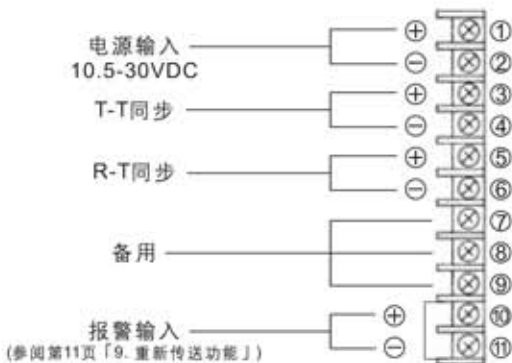 电源输入 ⊕ ①
10.5-30VDC ⊖ ②
T-T同步 ⊕ ③
⊖ ④
R-T同步 ⊕ ⑤
⊖ ⑥
备用 ⑦
⑧
⑨
报警输入 ⊕ ⑩
(参阅第11页「9. 重新传送功能」) ⊖ ⑪